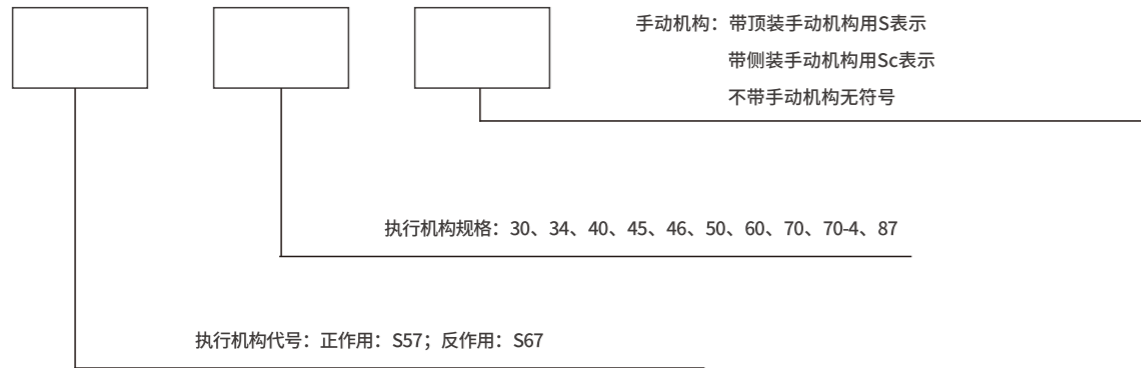 手动机构：带顶装手动机构用S表示
带侧装手动机构用Sc表示
不带手动机构无符号
执行机构规格：30、34、40、45、46、50、60、70、70-4、87
执行机构代号：正作用：S57；反作用：S67